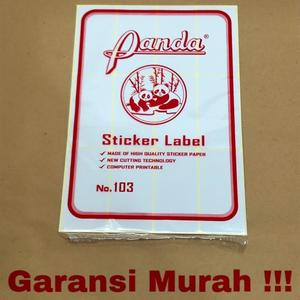 Panda®
Sticker Label
✓ MADE OF HIGH QUALITY STICKER PAPER
✓ NEW CUTTING TECHNOLOGY
✓ COMPUTER PRINTABLE
No. 103
Garansi Murah !!!